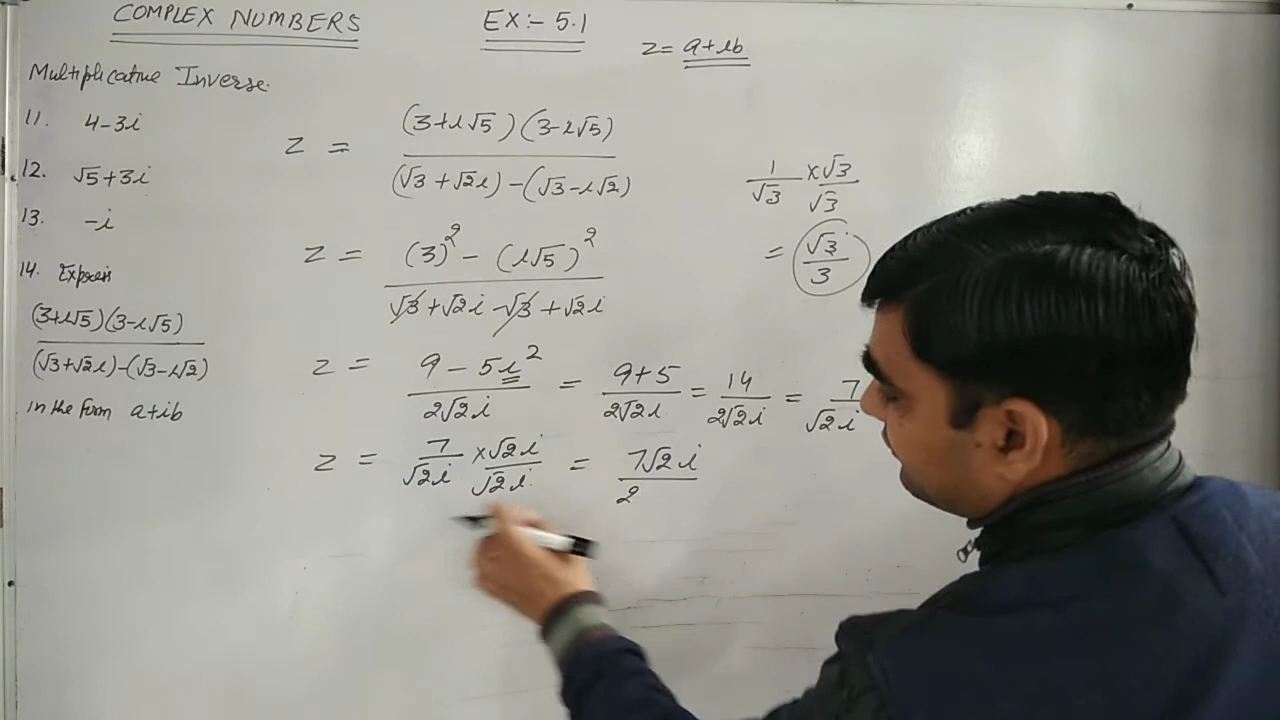 COMPLEX NUMBERS EX:- 5.1
z = a+ib
Multiplicative Inverse.
11. 4-3i
12. √5+3i
13. -i
14. Express
(3+i√5)(3-i√5)
(√3+√2i)-(√3-i√2)
in the form a+ib
z = (3+i√5)(3-i√5)
(√3+√2i)-(√3-i√2)
z = (3)² - (i√5)²
√3+√2i-√3+√2i
z = 9-5i² / 2√2i = 9+5 / 2√2i = 14 / 2√2i = 7 / √2i
z = 7 / √2i × √2i / √2i = 7√2i / 2
1 / √3 × √3 / √3
= √3 / 3